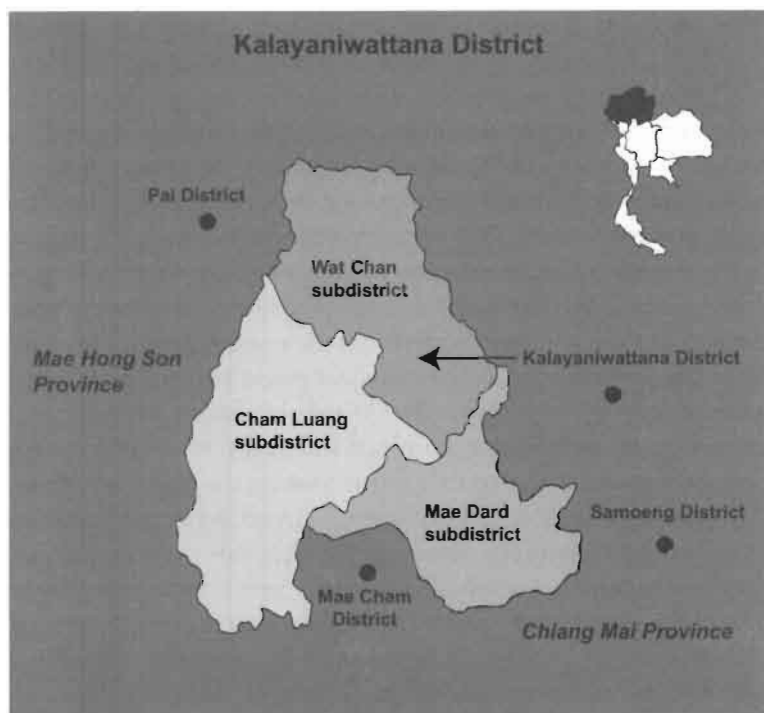 Kalayaniwattana District
Pai District
Wat Chan
subdistrict
Mae Hong Son
Province
Kalayaniwattana District
Cham Luang
subdistrict
Mae Dard
subdistrict
Samoeng District
Mae Cham
District
Chiang Mai Province